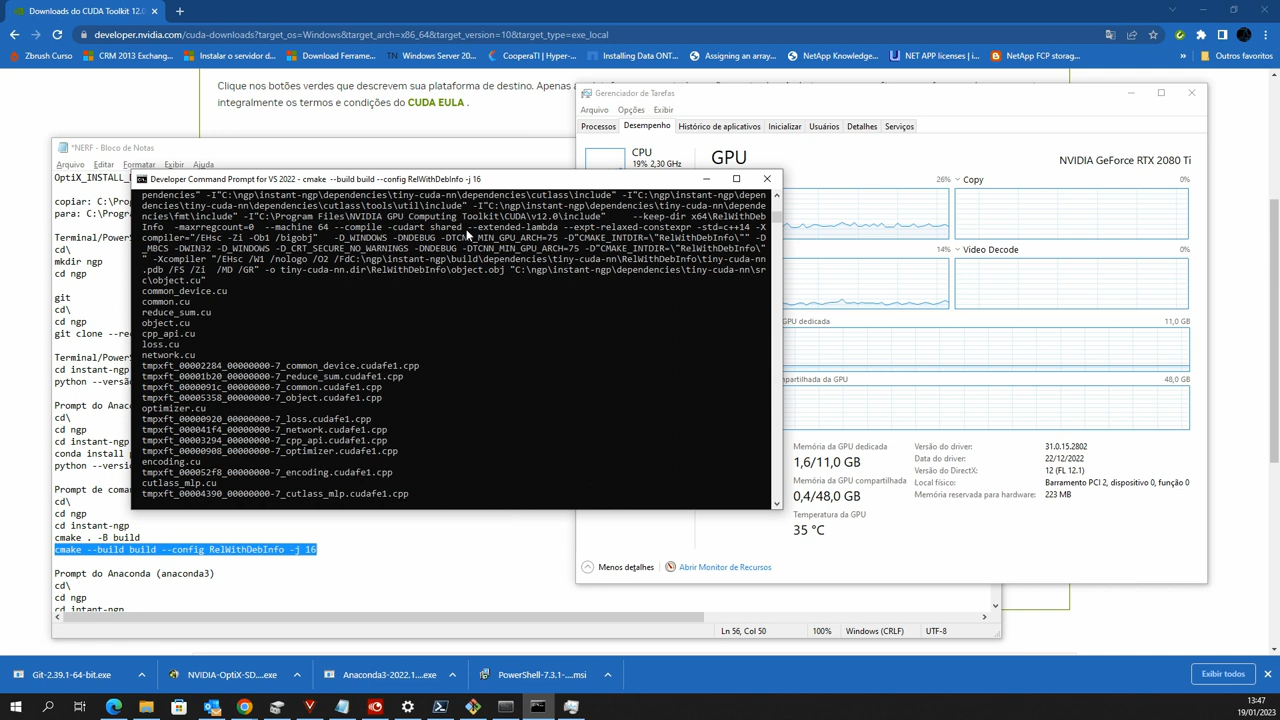 Downloads do CUDA Toolkit 12.0
developer.nvidia.com/cuda-downloads?target_os=Windows&target_arch=x86_64&target_version=10&target_type=exe_local
Zbrush Curso
CRM 2013 Exchang...
Instalar o servidor d...
Download Ferrame...
Windows Server 20...
CooperaTI | Hyper-...
Installing Data ONT...
Assigning an array...
NetApp Knowledge...
NET APP licenses | i...
NetApp FCP storag...
Outros favoritos
Clique nos botões verdes que descrevem sua plataforma de destino. Apenas a
integralmente os termos e condições do CUDA EULA .
Gerenciador de Tarefas
Arquivo Opções Exibir
Processos Desempenho Histórico de aplicativos Inicializar Usuários Detalhes Serviços
CPU
19% 2,30 GHz
GPU
NVIDIA GeForce RTX 2080 Ti
26%
Copy
14%
Video Decode
GPU dedicada
11,0 GB
mpartilhada da GPU
48,0 GB
Memória da GPU dedicada
1,6/11,0 GB
Memória da GPU compartilhada
0,4/48,0 GB
Temperatura da GPU
35 °C
Versão do driver: 31.0.15.2802
Data do driver: 22/12/2022
Versão do DirectX: 12 (FL 12.1)
Local físico: Barramento PCI 2, dispositivo 0, função 0
Memória reservada para hardware: 223 MB
Menos detalhes
Abrir Monitor de Recursos
*NERF - Bloco de Notas
Arquivo Editar Formatar Exibir Ajuda
OptiX_INSTALL_D
copiar: C:\Prog
para: C:\Progra
Terminal/PowerS
cd\
mkdir ngp
cd ngp
git
cd\
cd ngp
git clone --rec
Terminal/PowerS
cd instant-ngp
python --versio
Prompt do Anaco
cd\
cd ngp
cd instant-ngp
conda install p
python --versio
Prompt de coman
cd\
cd ngp
cd instant-ngp
cmake . -B build
cmake --build build --config RelWithDebInfo -j 16
Prompt do Anaconda (anaconda3)
cd\
cd ngp
cd intant-ngp
Ln 56, Col 50
100%
Windows (CRLF)
UTF-8
Developer Command Prompt for VS 2022 - cmake --build build --config RelWithDebInfo -j 16
pendencies" -I"C:\ngp\instant-ngp\dependencies\tiny-cuda-nn\dependencies\cutlass\include" -I"C:\ngp\instant-ngp\depende
dencies\tiny-cuda-nn\dependencies\cutlass\tools\util\include" -I"C:\ngp\instant-ngp\dependencies\tiny-cuda-nn\depende
ncies\fmt\include" -I"C:\Program Files\NVIDIA GPU Computing Toolkit\CUDA\v12.0\include" --keep-dir x64\RelWithDeb
Info -maxrregcount=0 --machine 64 --compile -cudart shared --extended-lambda --expt-relaxed-constexpr -std=c++14 -X
compiler="/EHsc -Zi -Ob1 /bigobj" -D_WINDOWS -DNDEBUG -DTCNN_MIN_GPU_ARCH=75 -D"CMAKE_INTDIR=\"RelWithDebInfo\"" -D
_MBCS -DWIN32 -D_WINDOWS -D_CRT_SECURE_NO_WARNINGS -DNDEBUG -DTCNN_MIN_GPU_ARCH=75 -D"CMAKE_INTDIR=\"RelWithDebInfo\
"" -Xcompiler "/EHsc /W1 /nologo /O2 /FdC:\ngp\instant-ngp\build\dependencies\tiny-cuda-nn\RelWithDebInfo\tiny-cuda-nn
.pdb /FS /Zi /MD /GR" -o tiny-cuda-nn.dir\RelWithDebInfo\object.obj "C:\ngp\instant-ngp\dependencies\tiny-cuda-nn\sr
c\object.cu"
common_device.cu
common.cu
reduce_sum.cu
object.cu
cpp_api.cu
loss.cu
network.cu
tmpxft_00002284_00000000-7_common_device.cudafe1.cpp
tmpxft_00001b20_00000000-7_reduce_sum.cudafe1.cpp
tmpxft_0000091c_00000000-7_common.cudafe1.cpp
tmpxft_00005358_00000000-7_object.cudafe1.cpp
optimizer.cu
tmpxft_00000920_00000000-7_loss.cudafe1.cpp
tmpxft_000041f4_00000000-7_network.cudafe1.cpp
tmpxft_00003294_00000000-7_cpp_api.cudafe1.cpp
tmpxft_00000908_00000000-7_optimizer.cudafe1.cpp
encoding.cu
tmpxft_000052f8_00000000-7_encoding.cudafe1.cpp
cutlass_mlp.cu
tmpxft_00004390_00000000-7_cutlass_mlp.cudafe1.cpp
Git-2.39.1-64-bit.exe
NVIDIA-OptiX-SD....exe
Anaconda3-2022.1....exe
PowerShell-7.3.1-....msi
Exibir todos
13:47
19/01/2023